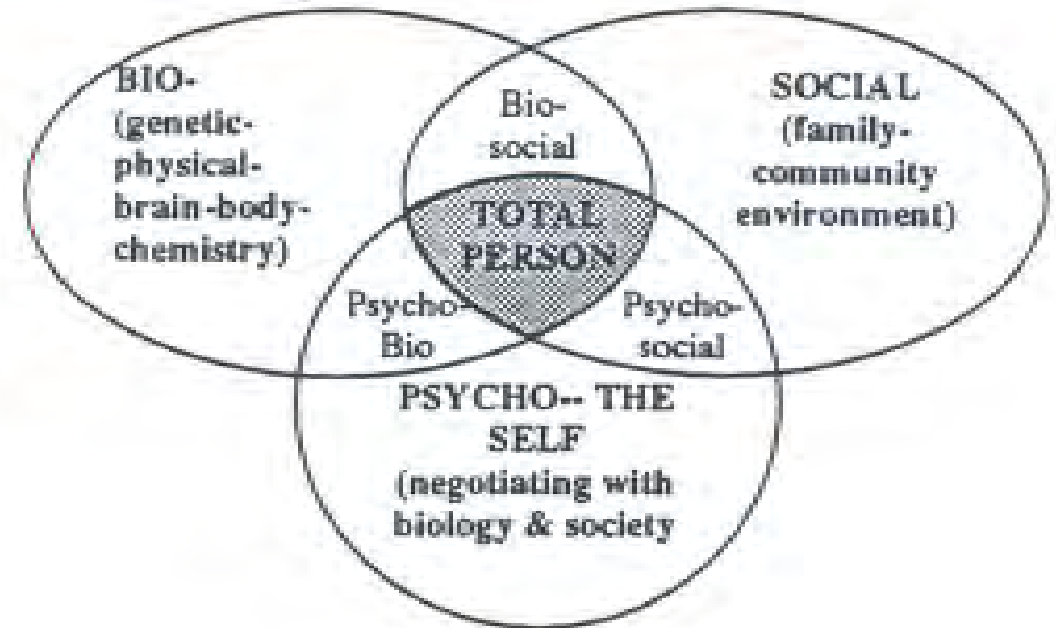 BIO-
(genetic-
physical-
brain-body-
chemistry)
Bio-
social
SOCIAL
(family-
community
environment)
TOTAL
PERSON
Psycho-
Bio
Psycho-
social
PSYCHO-- THE
SELF
(negotiating with
biology & society